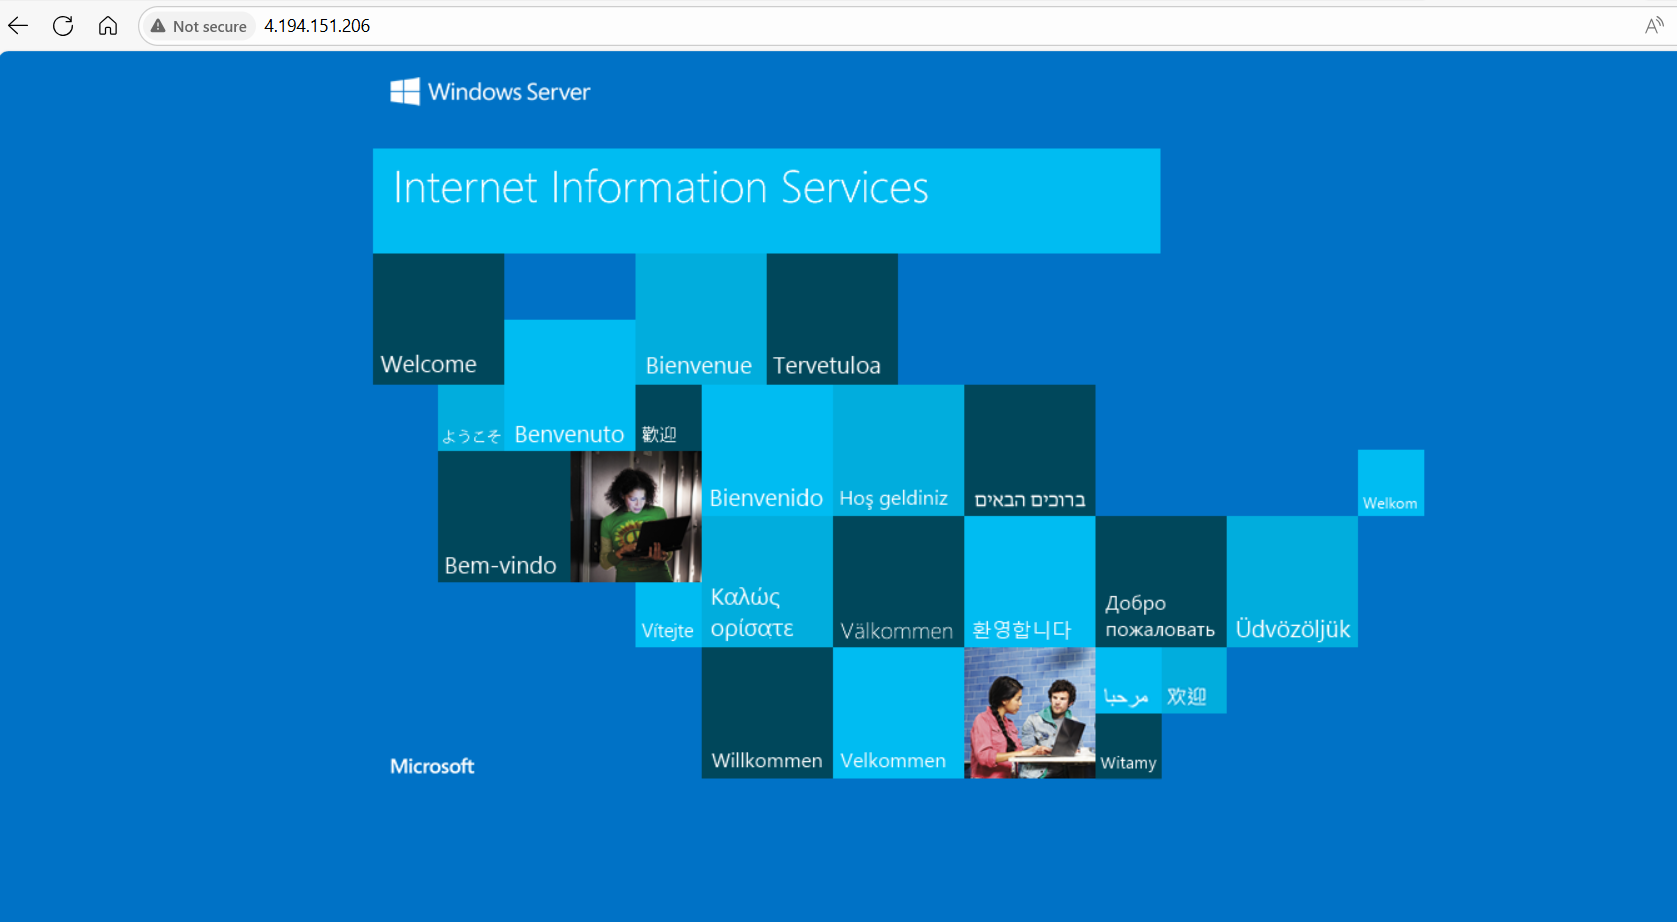 Not secure 4.194.151.206
Windows Server
Internet Information Services
Welcome
Bienvenue
Tervetuloa
ようこそ
Benvenuto
歡迎
Bienvenido
Hoş geldiniz
ברוכים הבאים
Welkom
Bem-vindo
Vítejte
Καλώς
ορίσατε
Välkommen
환영합니다
Добро
пожаловать
Üdvözöljük
Willkommen
Velkommen
مرحبا
欢迎
Witamy
Microsoft